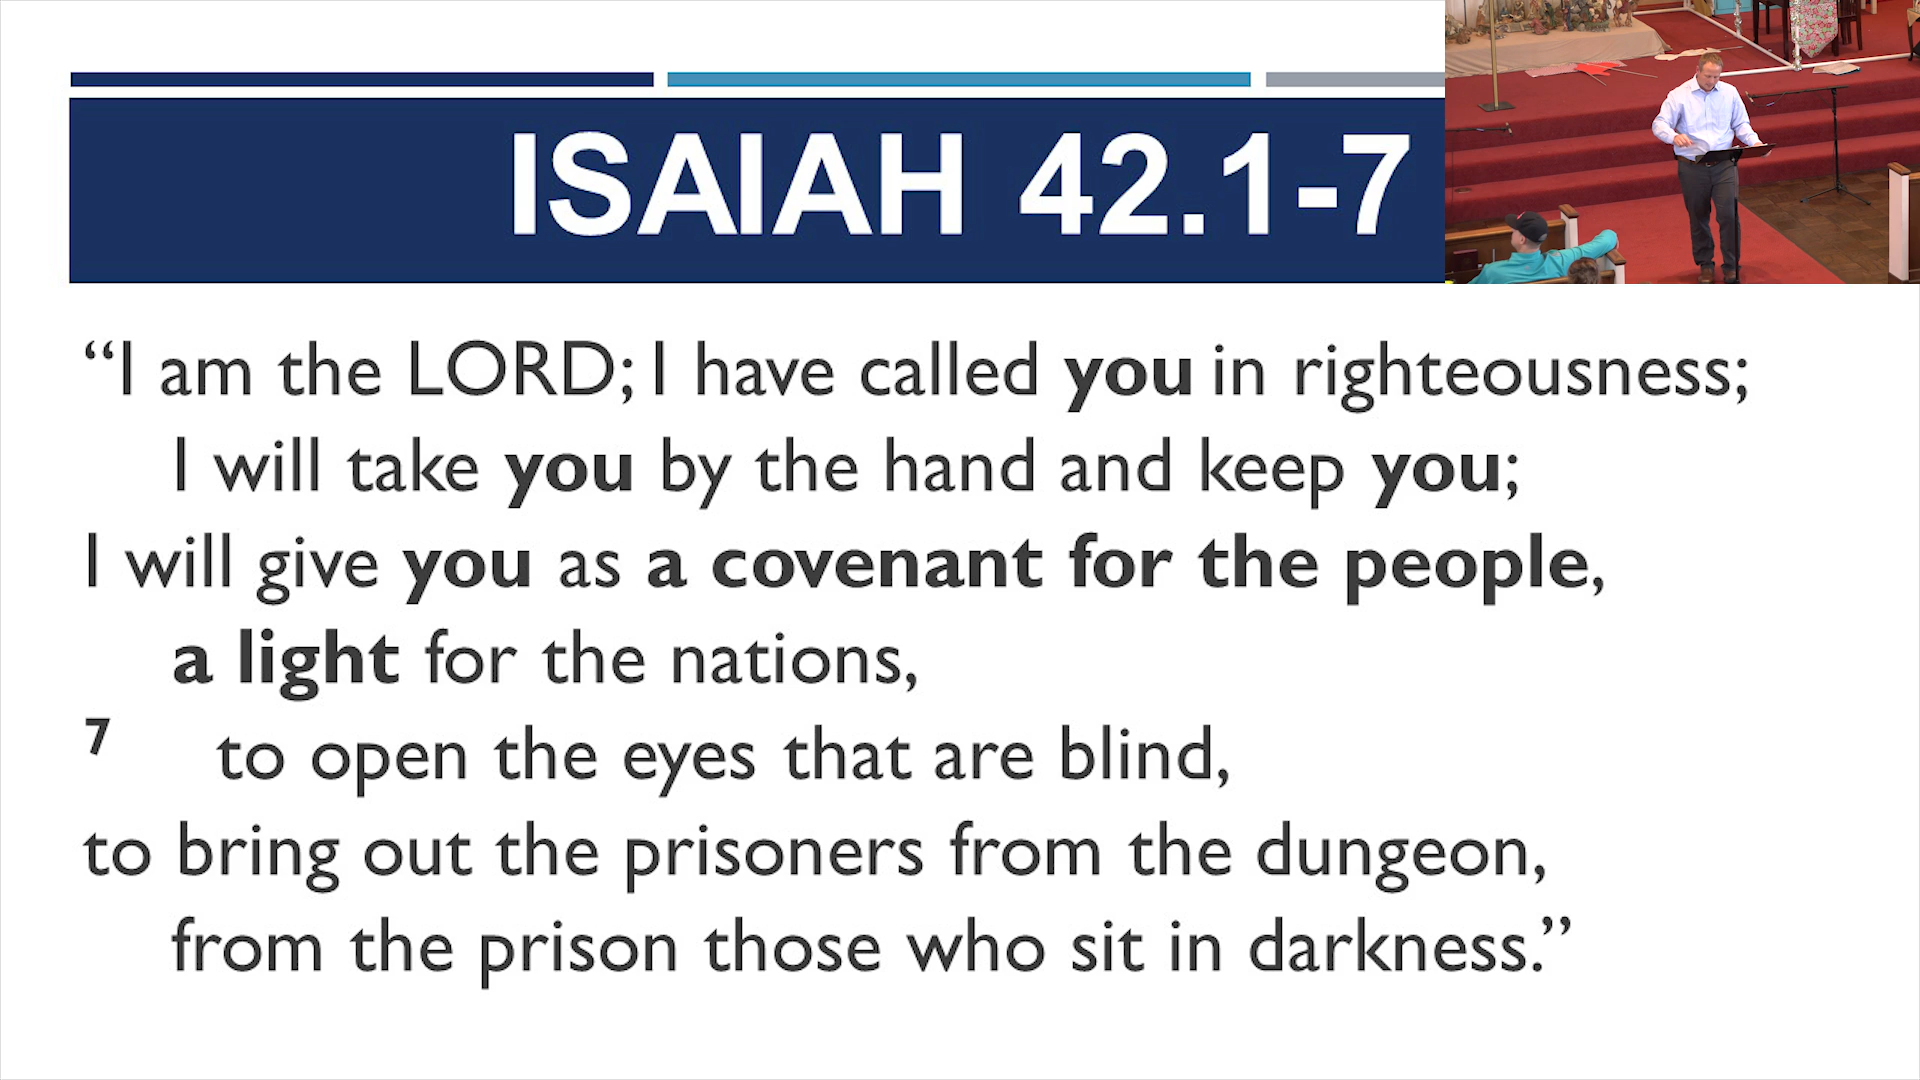 ISAIAH 42.1-7
“I am the LORD; I have called you in righteousness;
I will take you by the hand and keep you;
I will give you as a covenant for the people,
a light for the nations,
7 to open the eyes that are blind,
to bring out the prisoners from the dungeon,
from the prison those who sit in darkness.”